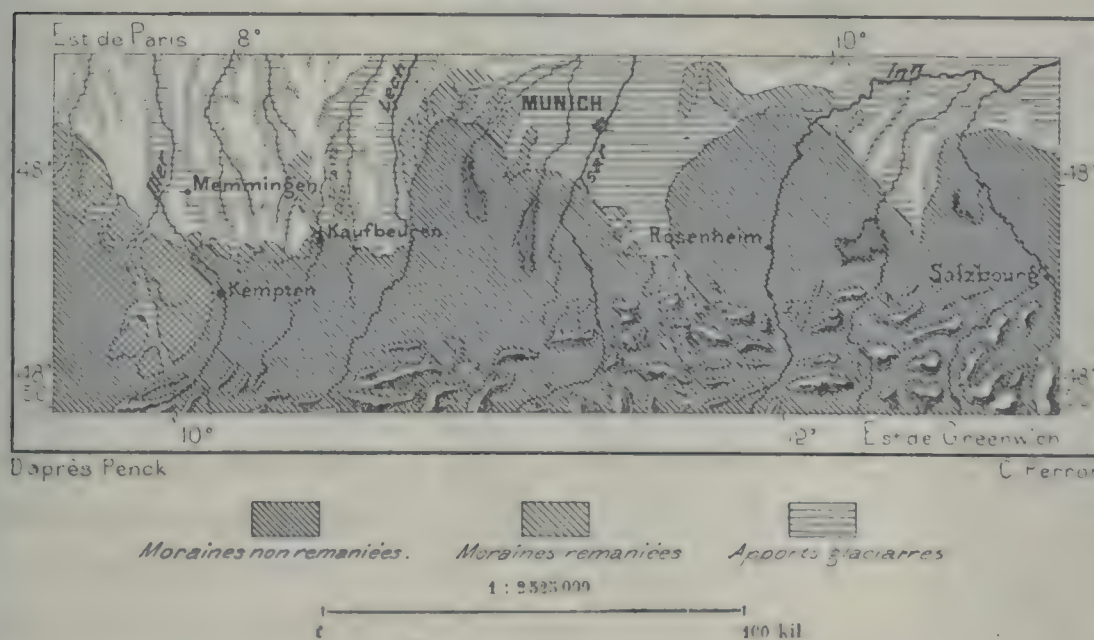 Est de Paris 8° 10°
Inn
Lech
MUNICH
48°
Iller
Memmingen
Isar
Kaufbeuren
Rosenheim
Salzbourg
Kempten
10° 12° Est de Greenwich
D'après Penck C. Perron
Moraines non remaniées. Moraines remaniées Apports glaciaires
100 kil